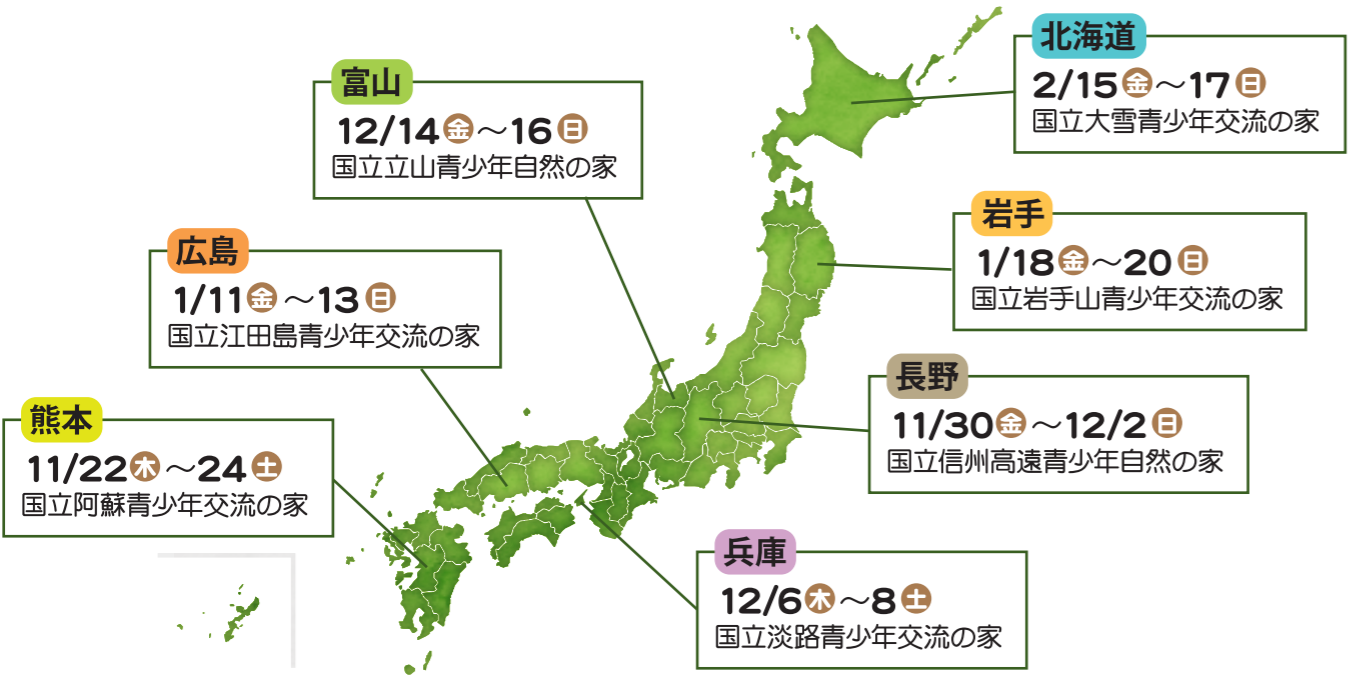 北海道
2/15金〜17日
国立大雪青少年交流の家
富山
12/14金〜16日
国立立山青少年自然の家
岩手
1/18金〜20日
国立岩手山青少年交流の家
広島
1/11金〜13日
国立江田島青少年交流の家
長野
11/30金〜12/2日
国立信州高遠青少年自然の家
熊本
11/22木〜24土
国立阿蘇青少年交流の家
兵庫
12/6木〜8土
国立淡路青少年交流の家